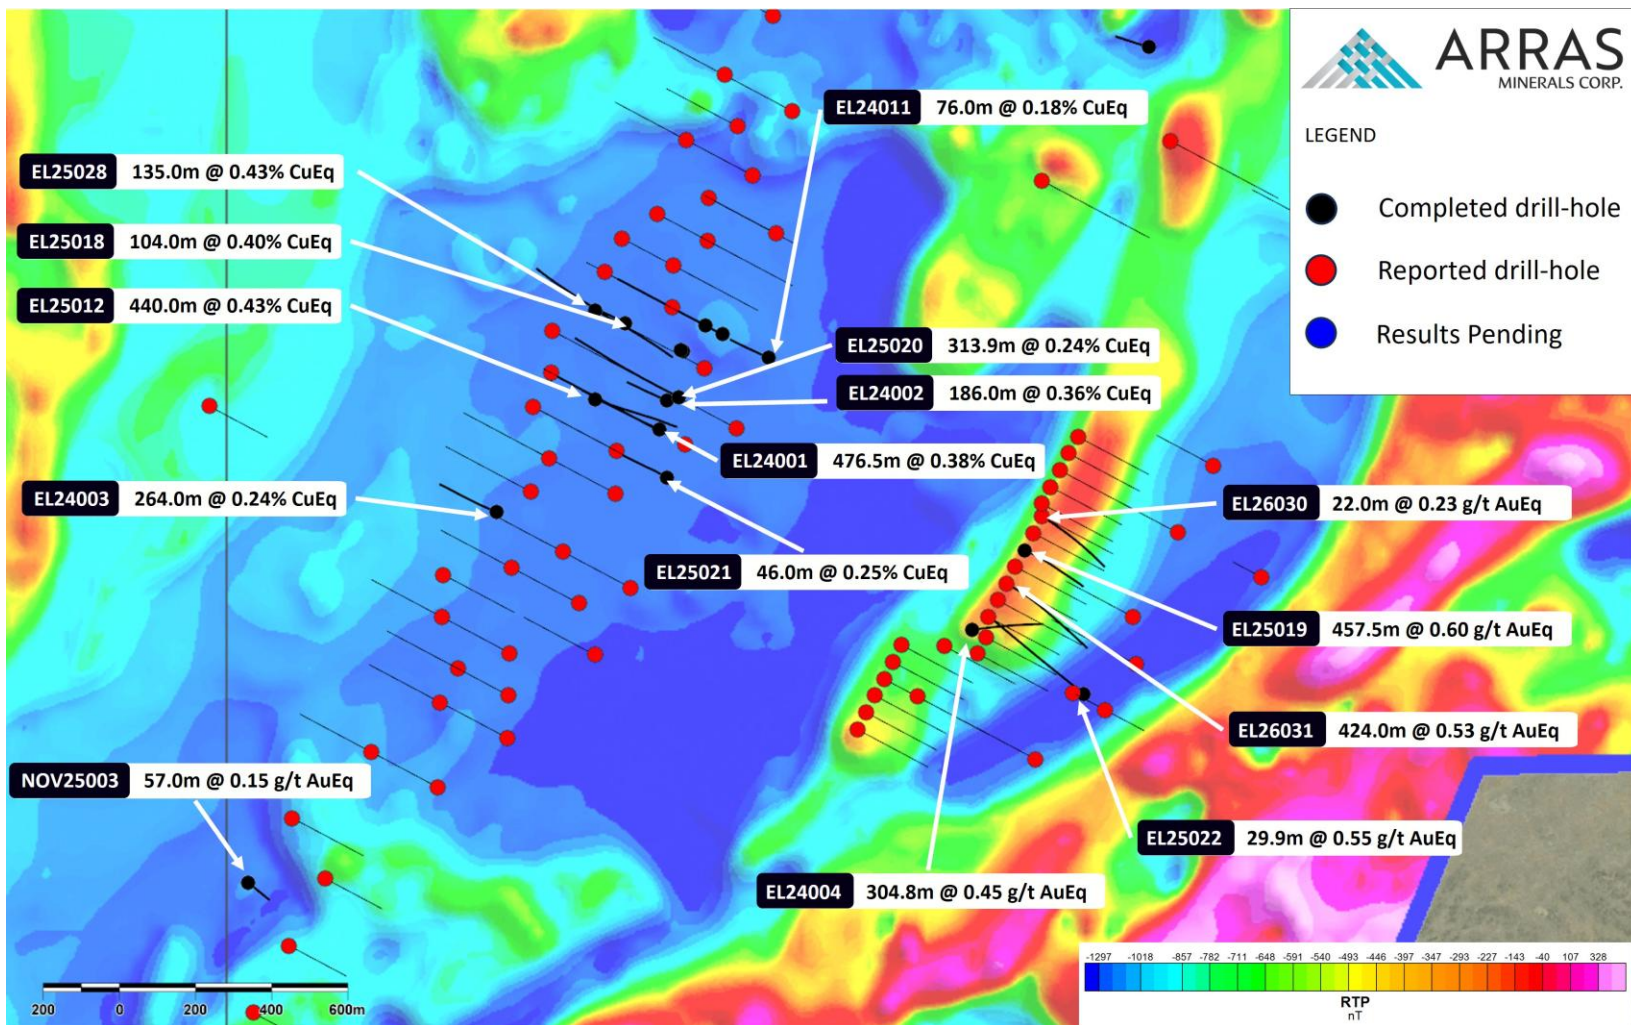 ARRAS
MINERALS CORP.
LEGEND
Completed drill-hole
Reported drill-hole
Results Pending
EL24011 76.0m @ 0.18% CuEq
EL25028 135.0m @ 0.43% CuEq
EL25018 104.0m @ 0.40% CuEq
EL25012 440.0m @ 0.43% CuEq
EL25020 313.9m @ 0.24% CuEq
EL24002 186.0m @ 0.36% CuEq
EL24001 476.5m @ 0.38% CuEq
EL24003 264.0m @ 0.24% CuEq
EL26030 22.0m @ 0.23 g/t AuEq
EL25021 46.0m @ 0.25% CuEq
EL25019 457.5m @ 0.60 g/t AuEq
EL26031 424.0m @ 0.53 g/t AuEq
NOV25003 57.0m @ 0.15 g/t AuEq
EL25022 29.9m @ 0.55 g/t AuEq
EL24004 304.8m @ 0.45 g/t AuEq
-1297 -1018 -857 -782 -711 -648 -591 -540 -493 -446 -397 -347 -293 -227 -143 -40 107 328
RTP
nT
200 0 200 400 600m